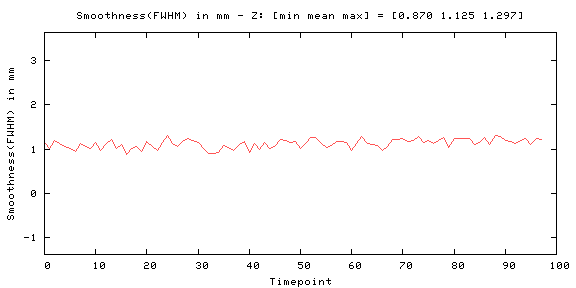 Smoothness(FWHM) in mm - Z: [min mean max] = [0.870 1.125 1.297]
3
2
1
0
-1
Smoothness(FWHM) in mm
0 10 20 30 40 50 60 70 80 90 100
Timepoint